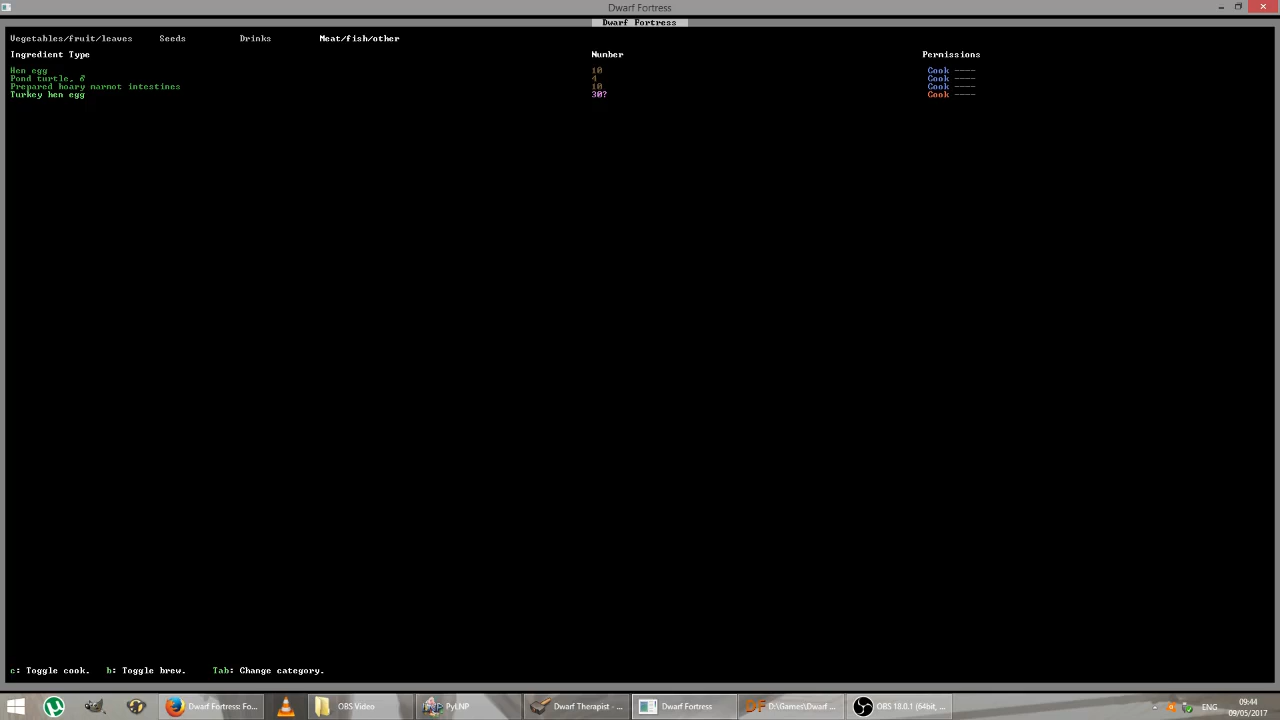 Dwarf Fortress
Dwarf Fortress
Vegetables/fruit/leaves Seeds Drinks Meat/fish/other
Ingredient Type Number Permissions
Hen egg 10 Cook ----
Pond turtle, ♂ 4 Cook ----
Prepared hoary marmot intestines 10 Cook ----
Turkey hen egg 30? Cook ----
c: Toggle cook. b: Toggle brew. Tab: Change category.
Dwarf Fortress: Fo... OBS Video PyLNP Dwarf Therapist - ... Dwarf Fortress DF D:\Games\Dwarf ... OBS 18.0.1 (64bit, ... ENG 09:44
09/05/2017